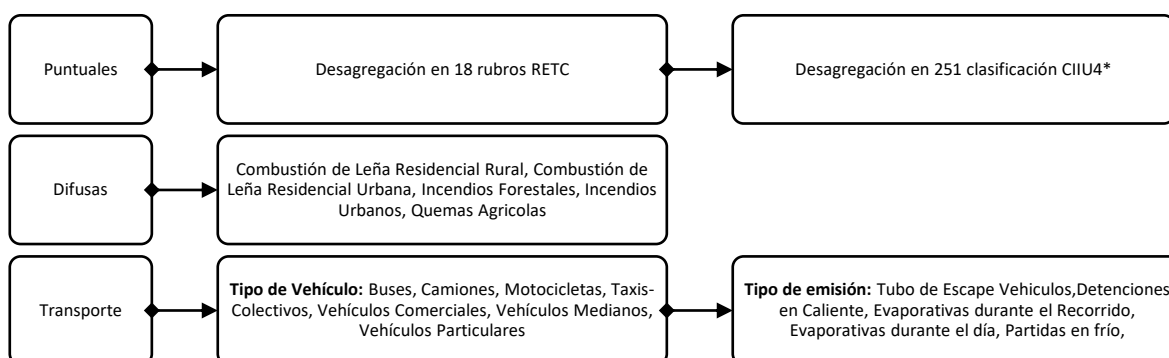 Puntuales
Desagregación en 18 rubros RETC
Desagregación en 251 clasificación CIIU4*
Difusas
Combustión de Leña Residencial Rural, Combustión de
Leña Residencial Urbana, Incendios Forestales, Incendios
Urbanos, Quemas Agricolas
Transporte
Tipo de Vehículo: Buses, Camiones, Motocicletas, Taxis-
Colectivos, Vehículos Comerciales, Vehículos Medianos,
Vehículos Particulares
Tipo de emisión: Tubo de Escape Vehiculos,Detenciones
en Caliente, Evaporativas durante el Recorrido,
Evaporativas durante el día, Partidas en frío,